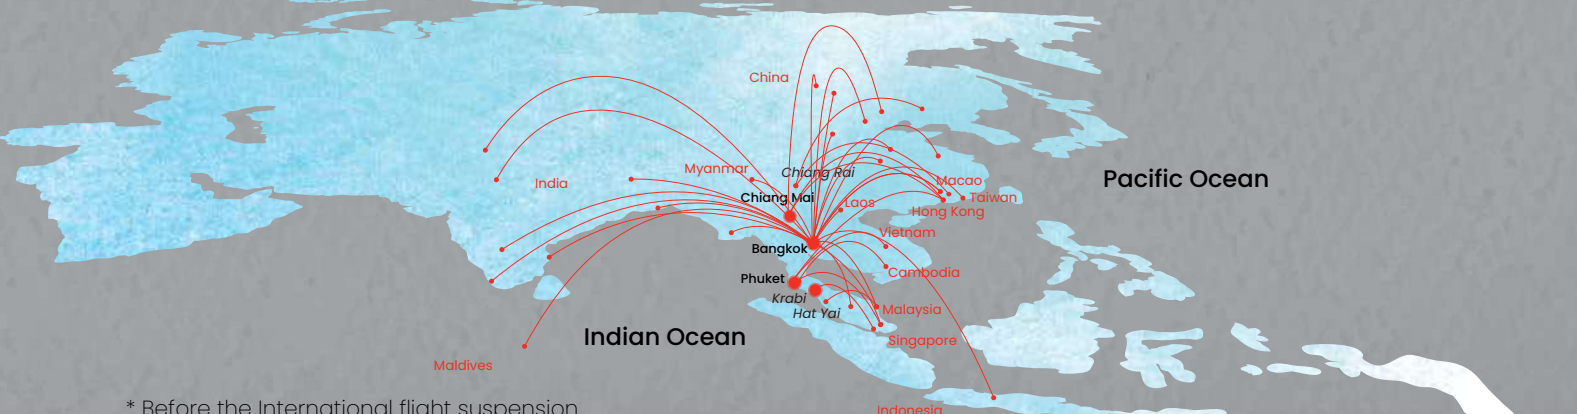 China
Myanmar
Chiang Rai
India
Macao
Pacific Ocean
Chiang Mai
Laos
Taiwan
Hong Kong
Vietnam
Bangkok
Cambodia
Phuket
Krabi
Hat Yai
Malaysia
Indian Ocean
Singapore
Maldives
* Before the International flight suspension
Indonesia